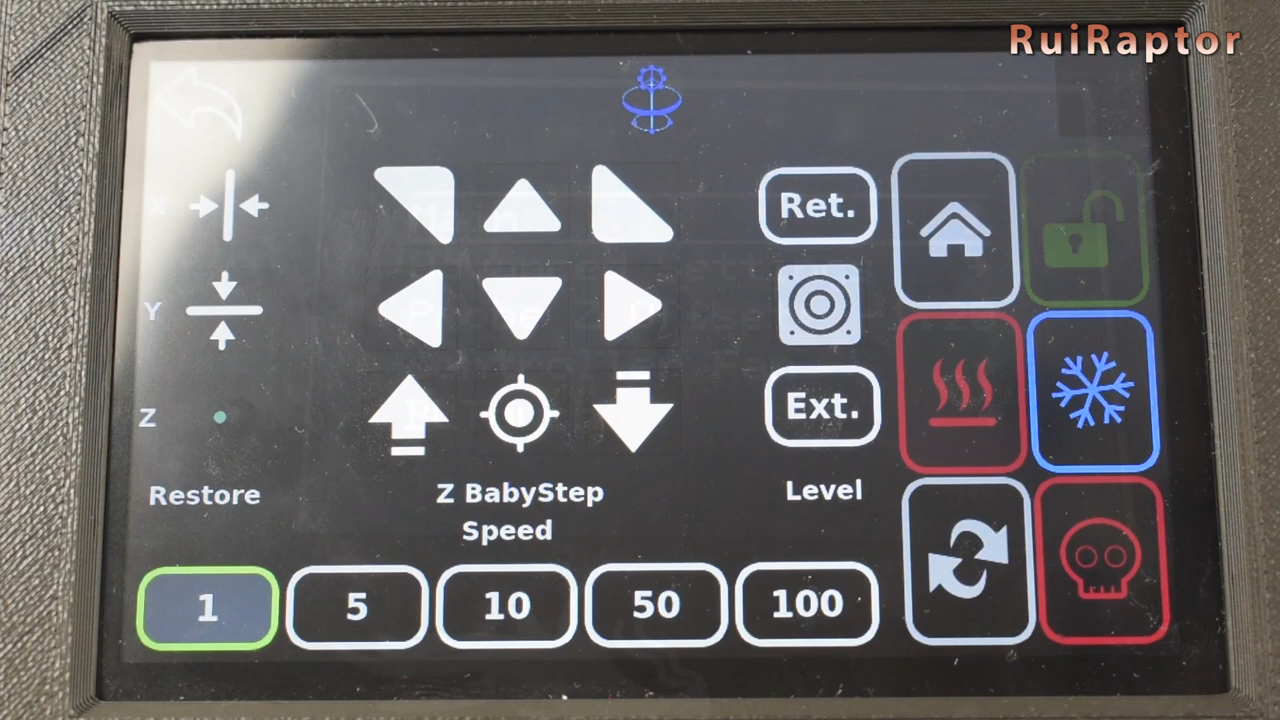 RuiRaptor
X
Ret.
Y
Z
Ext.
Restore
Z BabyStep
Level
Speed
1
5
10
50
100